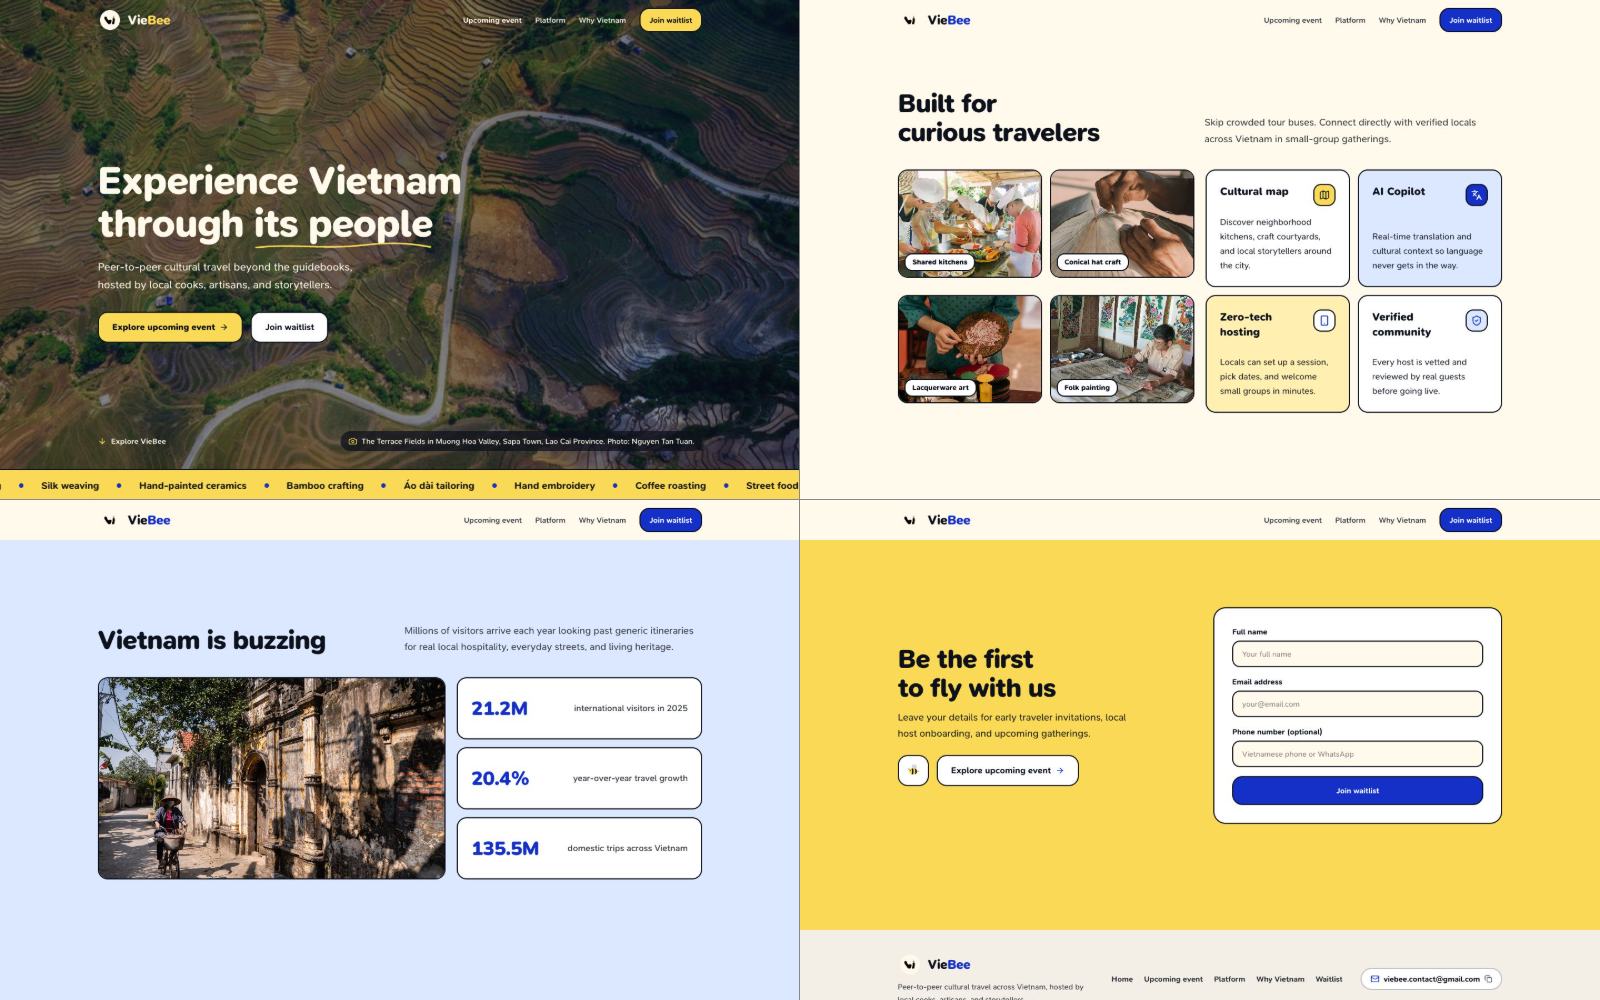 VieBee
Upcoming event
Platform
Why Vietnam
Join waitlist
Experience Vietnam
through its people
Peer-to-peer cultural travel beyond the guidebooks,
hosted by local cooks, artisans, and storytellers.
Explore upcoming event
Join waitlist
Explore VieBee
The Terrace Fields in Muong Hoa Valley, Sapa Town, Lao Cai Province. Photo: Nguyen Tan Tuan.
Silk weaving
Hand-painted ceramics
Bamboo crafting
Áo dài tailoring
Hand embroidery
Coffee roasting
Street food
VieBee
Upcoming event
Platform
Why Vietnam
Join waitlist
Built for
curious travelers
Skip crowded tour buses. Connect directly with verified locals
across Vietnam in small-group gatherings.
Shared kitchens
Conical hat craft
Lacquerware art
Folk painting
Cultural map
Discover neighborhood
kitchens, craft courtyards,
and local storytellers around
the city.
AI Copilot
Real-time translation and
cultural context so language
never gets in the way.
Zero-tech
hosting
Locals can set up a session,
pick dates, and welcome
small groups in minutes.
Verified
community
Every host is vetted and
reviewed by real guests
before going live.
VieBee
Upcoming event
Platform
Why Vietnam
Join waitlist
Vietnam is buzzing
Millions of visitors arrive each year looking past generic itineraries
for real local hospitality, everyday streets, and living heritage.
21.2M
international visitors in 2025
20.4%
year-over-year travel growth
135.5M
domestic trips across Vietnam
VieBee
Upcoming event
Platform
Why Vietnam
Join waitlist
Be the first
to fly with us
Leave your details for early traveler invitations, local
host onboarding, and upcoming gatherings.
Explore upcoming event
Full name
Your full name
Email address
your@email.com
Phone number (optional)
Vietnamese phone or WhatsApp
Join waitlist
VieBee
Peer-to-peer cultural travel across Vietnam, hosted by
local cooks, artisans, and storytellers.
Home
Upcoming event
Platform
Why Vietnam
Waitlist
viebee.contact@gmail.com